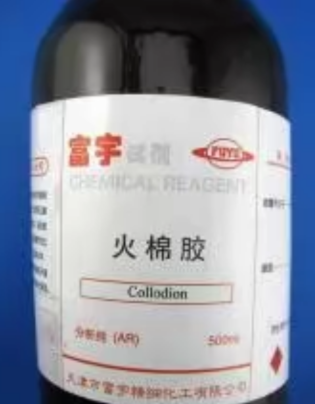 富宇试剂 FUYU
CHEMICAL REAGENT
火棉胶
Collodion
分析纯 (AR) 500ml
天津市富宇精细化工有限公司